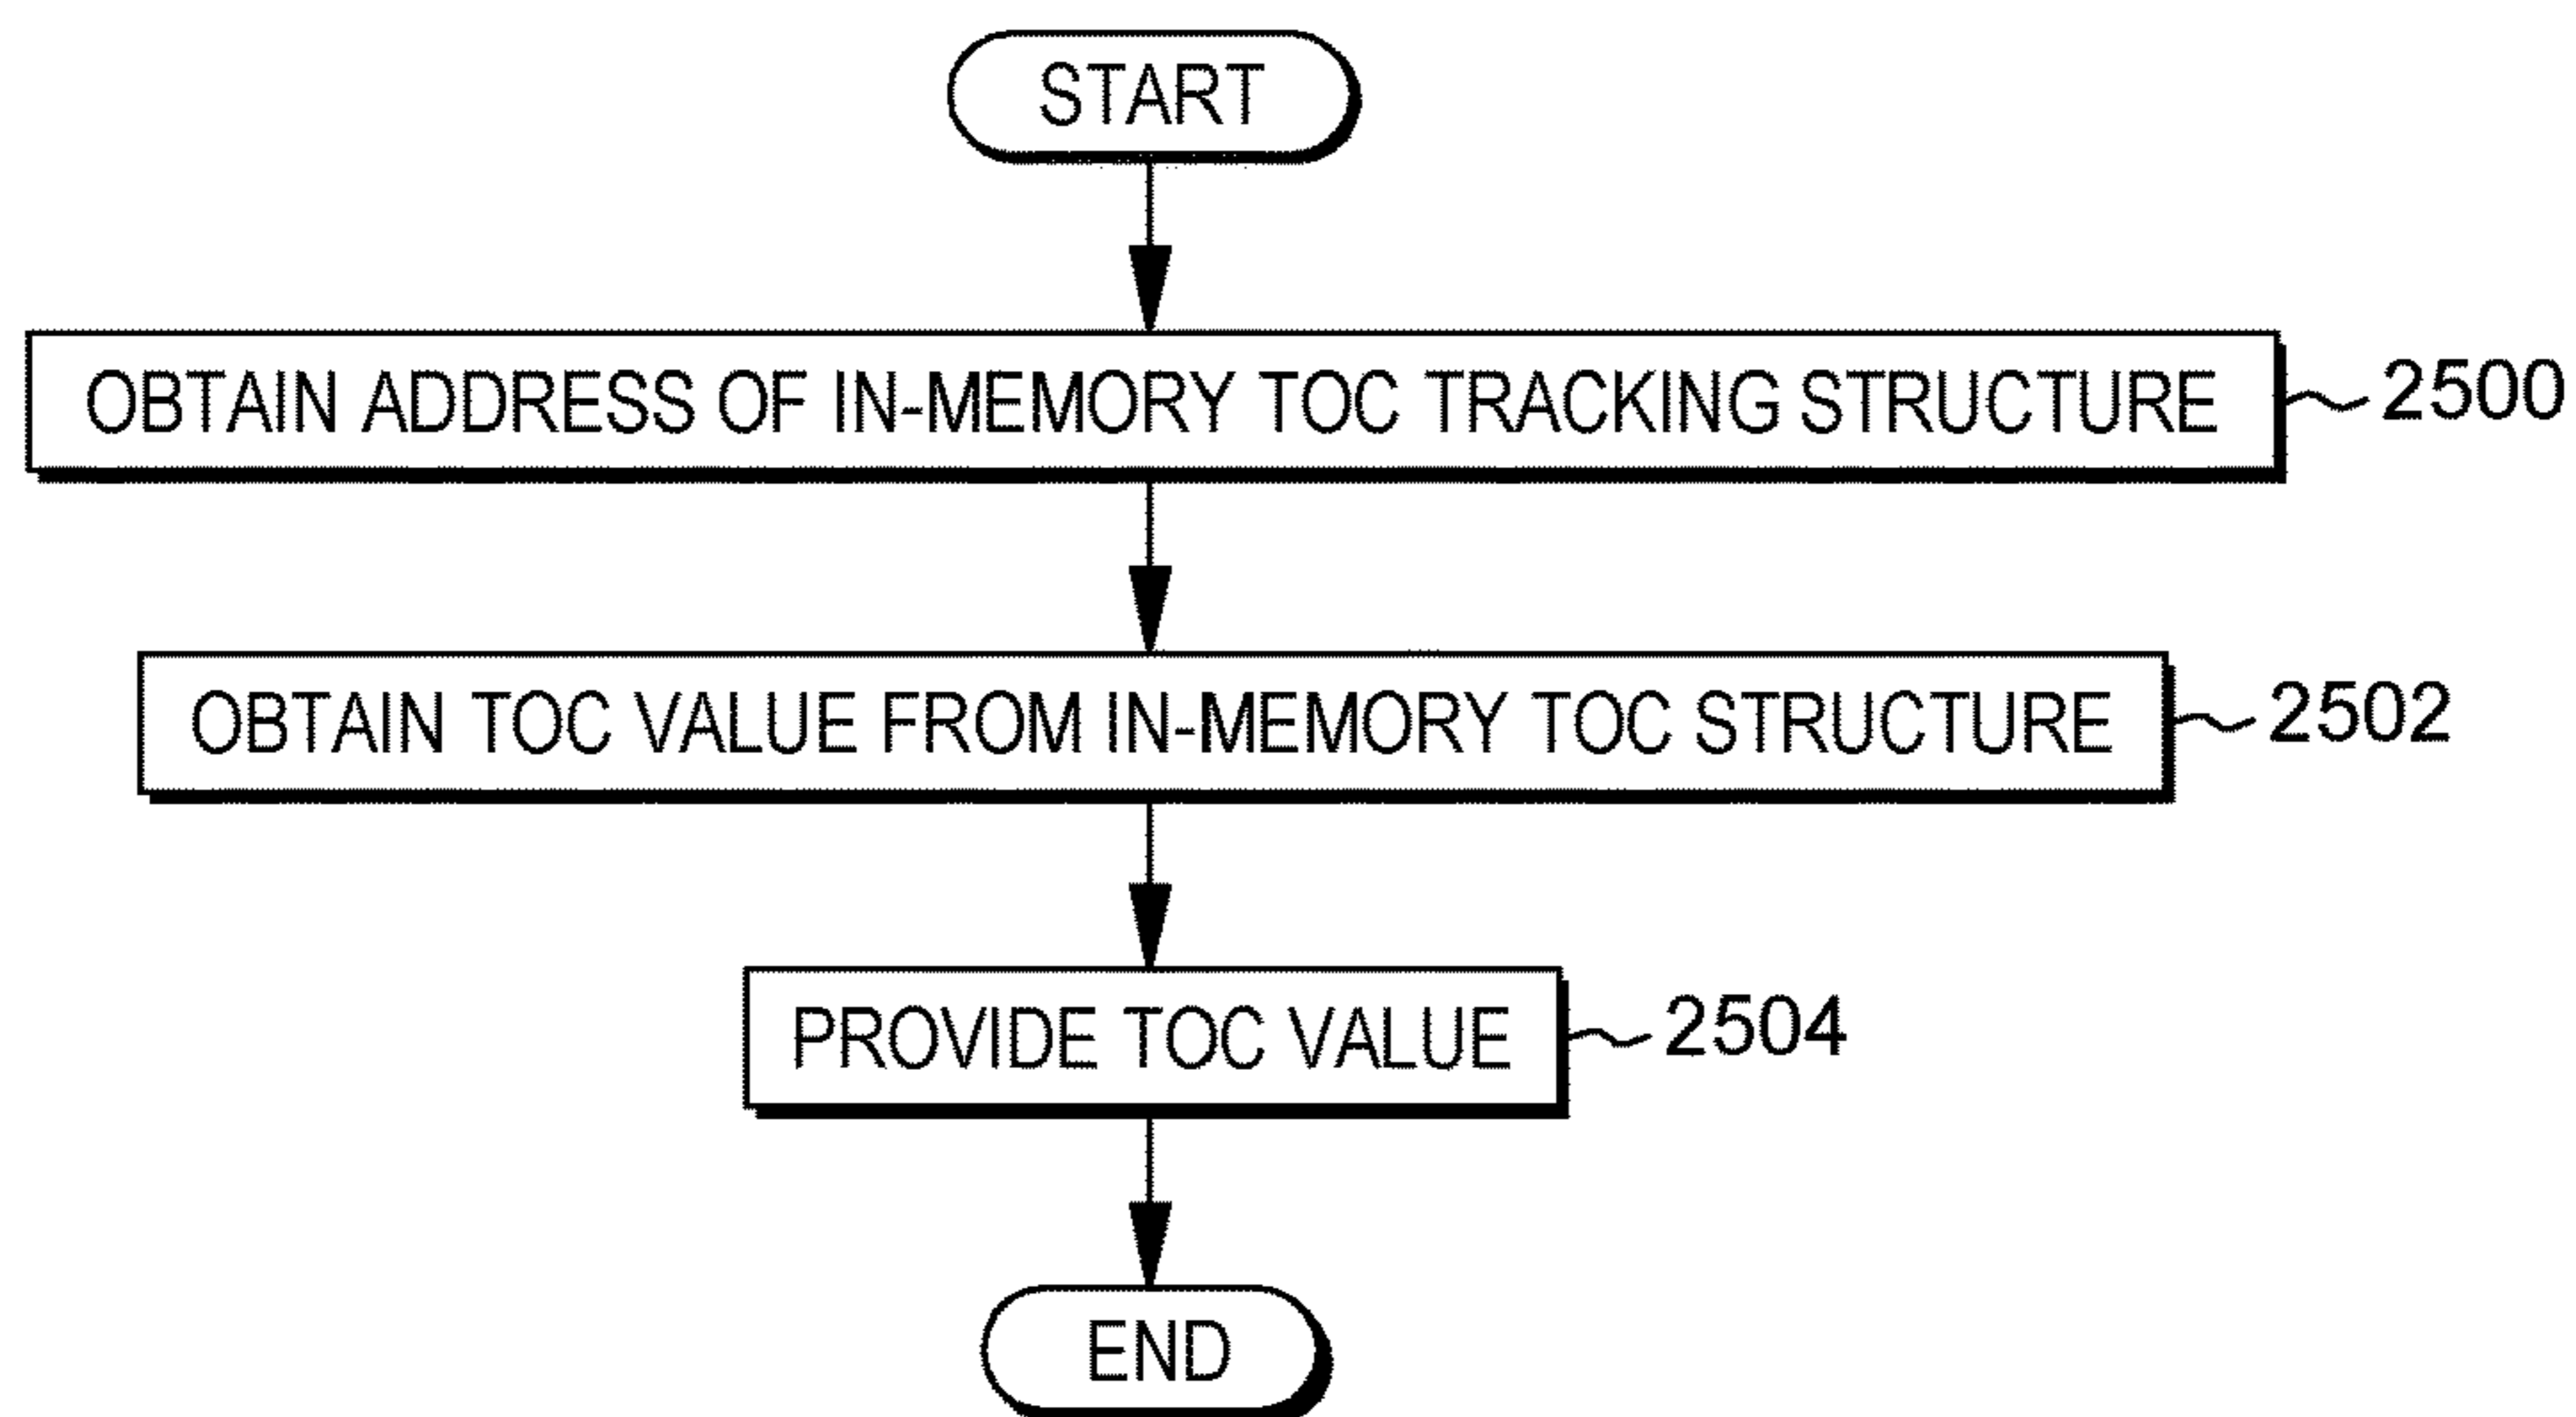 START
OBTAIN ADDRESS OF IN-MEMORY TOC TRACKING STRUCTURE 2500
OBTAIN TOC VALUE FROM IN-MEMORY TOC STRUCTURE 2502
PROVIDE TOC VALUE 2504
END